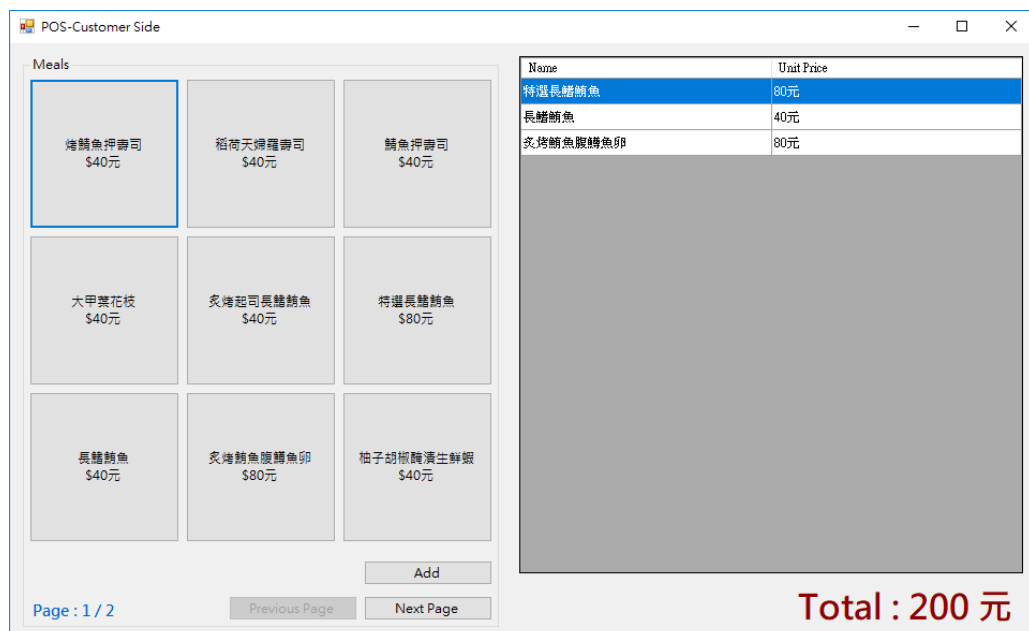 POS-Customer Side
Meals
烤鯖魚押壽司
$40元
稻荷天婦羅壽司
$40元
鯖魚押壽司
$40元
大甲葉花枝
$40元
炙烤起司長鰭鮪魚
$40元
特選長鰭鮪魚
$80元
長鰭鮪魚
$40元
炙烤鮪魚腹鱒魚卵
$80元
柚子胡椒醃漬生鮮蝦
$40元
Add
Page : 1 / 2
Previous Page
Next Page
Name Unit Price
特選長鰭鮪魚 80元
長鰭鮪魚 40元
炙烤鮪魚腹鱒魚卵 80元
Total : 200 元